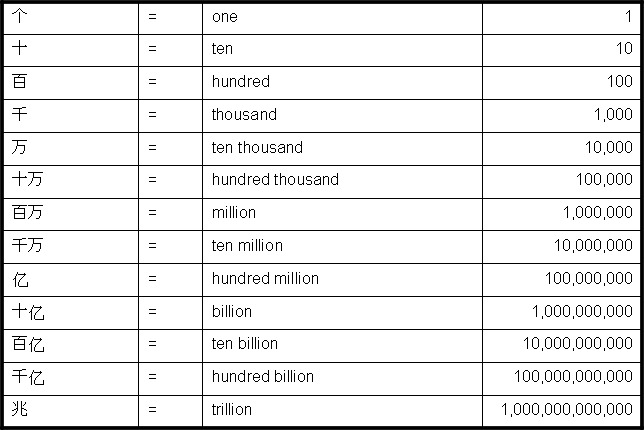 个 = one 1
十 = ten 10
百 = hundred 100
千 = thousand 1,000
万 = ten thousand 10,000
十万 = hundred thousand 100,000
百万 = million 1,000,000
千万 = ten million 10,000,000
亿 = hundred million 100,000,000
十亿 = billion 1,000,000,000
百亿 = ten billion 10,000,000,000
千亿 = hundred billion 100,000,000,000
兆 = trillion 1,000,000,000,000